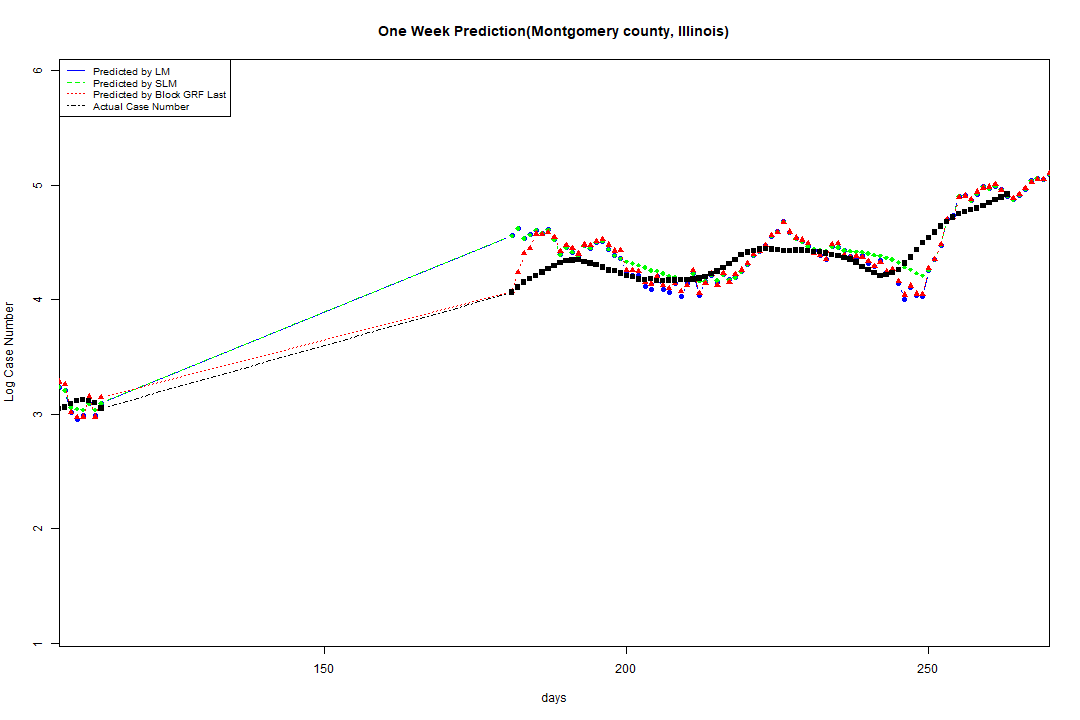 One Week Prediction(Montgomery county, Illinois)
Predicted by LM
Predicted by SLM
Predicted by Block GRF Last
Actual Case Number
6
5
4
3
2
1
Log Case Number
150 200 250
days